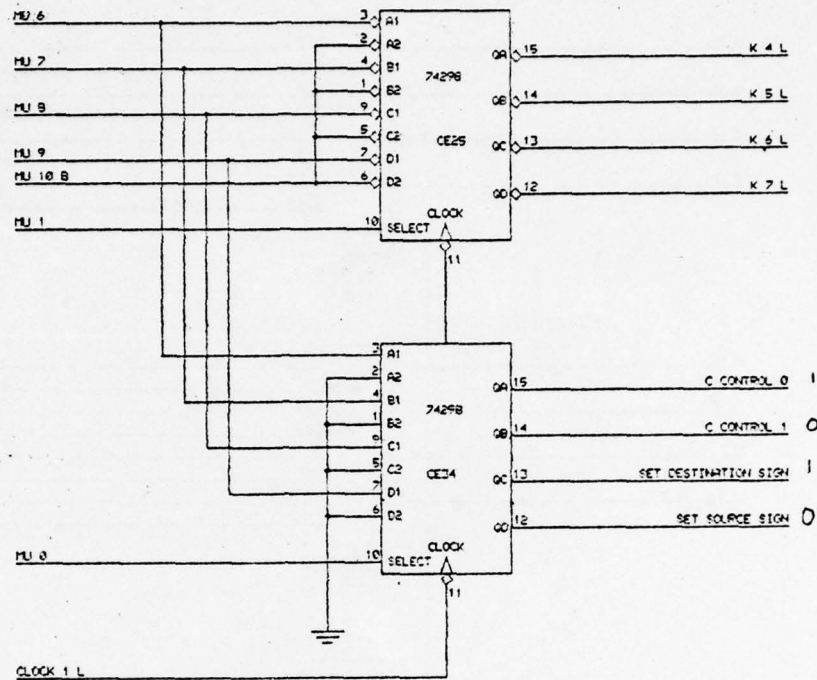 MU 6
3 A1
2 A2
MU 7
4 B1
1 B2
MU 8
9 C1
5 C2
MU 9
7 D1
MU 10 B
6 D2
MU 1
10 SELECT
CLOCK
11
74298
CE25
QA 15 K 4 L
QB 14 K 5 L
QC 13 K 6 L
QD 12 K 7 L
3 A1
2 A2
4 B1
1 B2
9 C1
5 C2
7 D1
6 D2
MU 0
10 SELECT
CLOCK
11
74298
CE34
QA 15 C CONTROL 0 1
QB 14 C CONTROL 1 0
QC 13 SET DESTINATION SIGN 1
QD 12 SET SOURCE SIGN 0
CLOCK 1 L